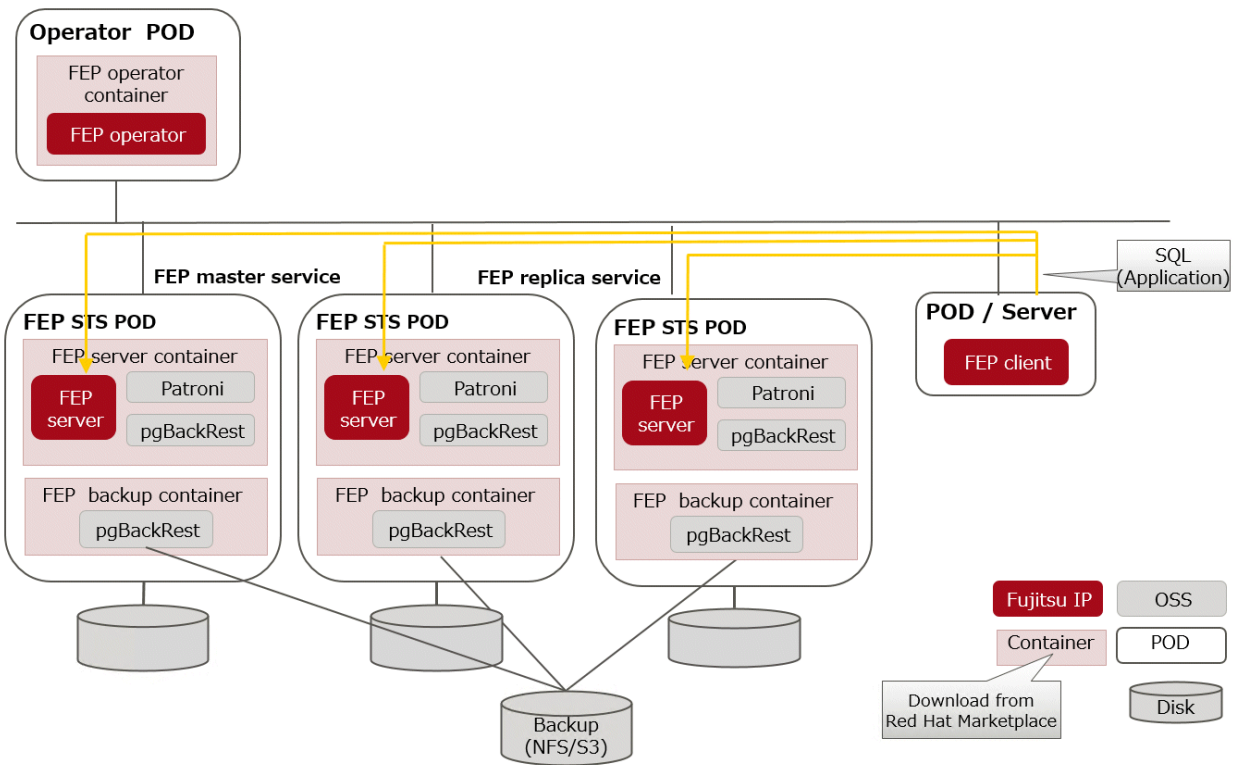 Operator POD
FEP operator
container
FEP operator
SQL
(Application)
FEP master service
FEP replica service
POD / Server
FEP client
FEP STS POD
FEP server container
FEP
server
Patroni
pgBackRest
FEP backup container
pgBackRest
FEP STS POD
FEP server container
FEP
server
Patroni
pgBackRest
FEP backup container
pgBackRest
FEP STS POD
FEP server container
FEP
server
Patroni
pgBackRest
FEP backup container
pgBackRest
Backup
(NFS/S3)
Fujitsu IP
OSS
Container
POD
Download from
Red Hat Marketplace
Disk